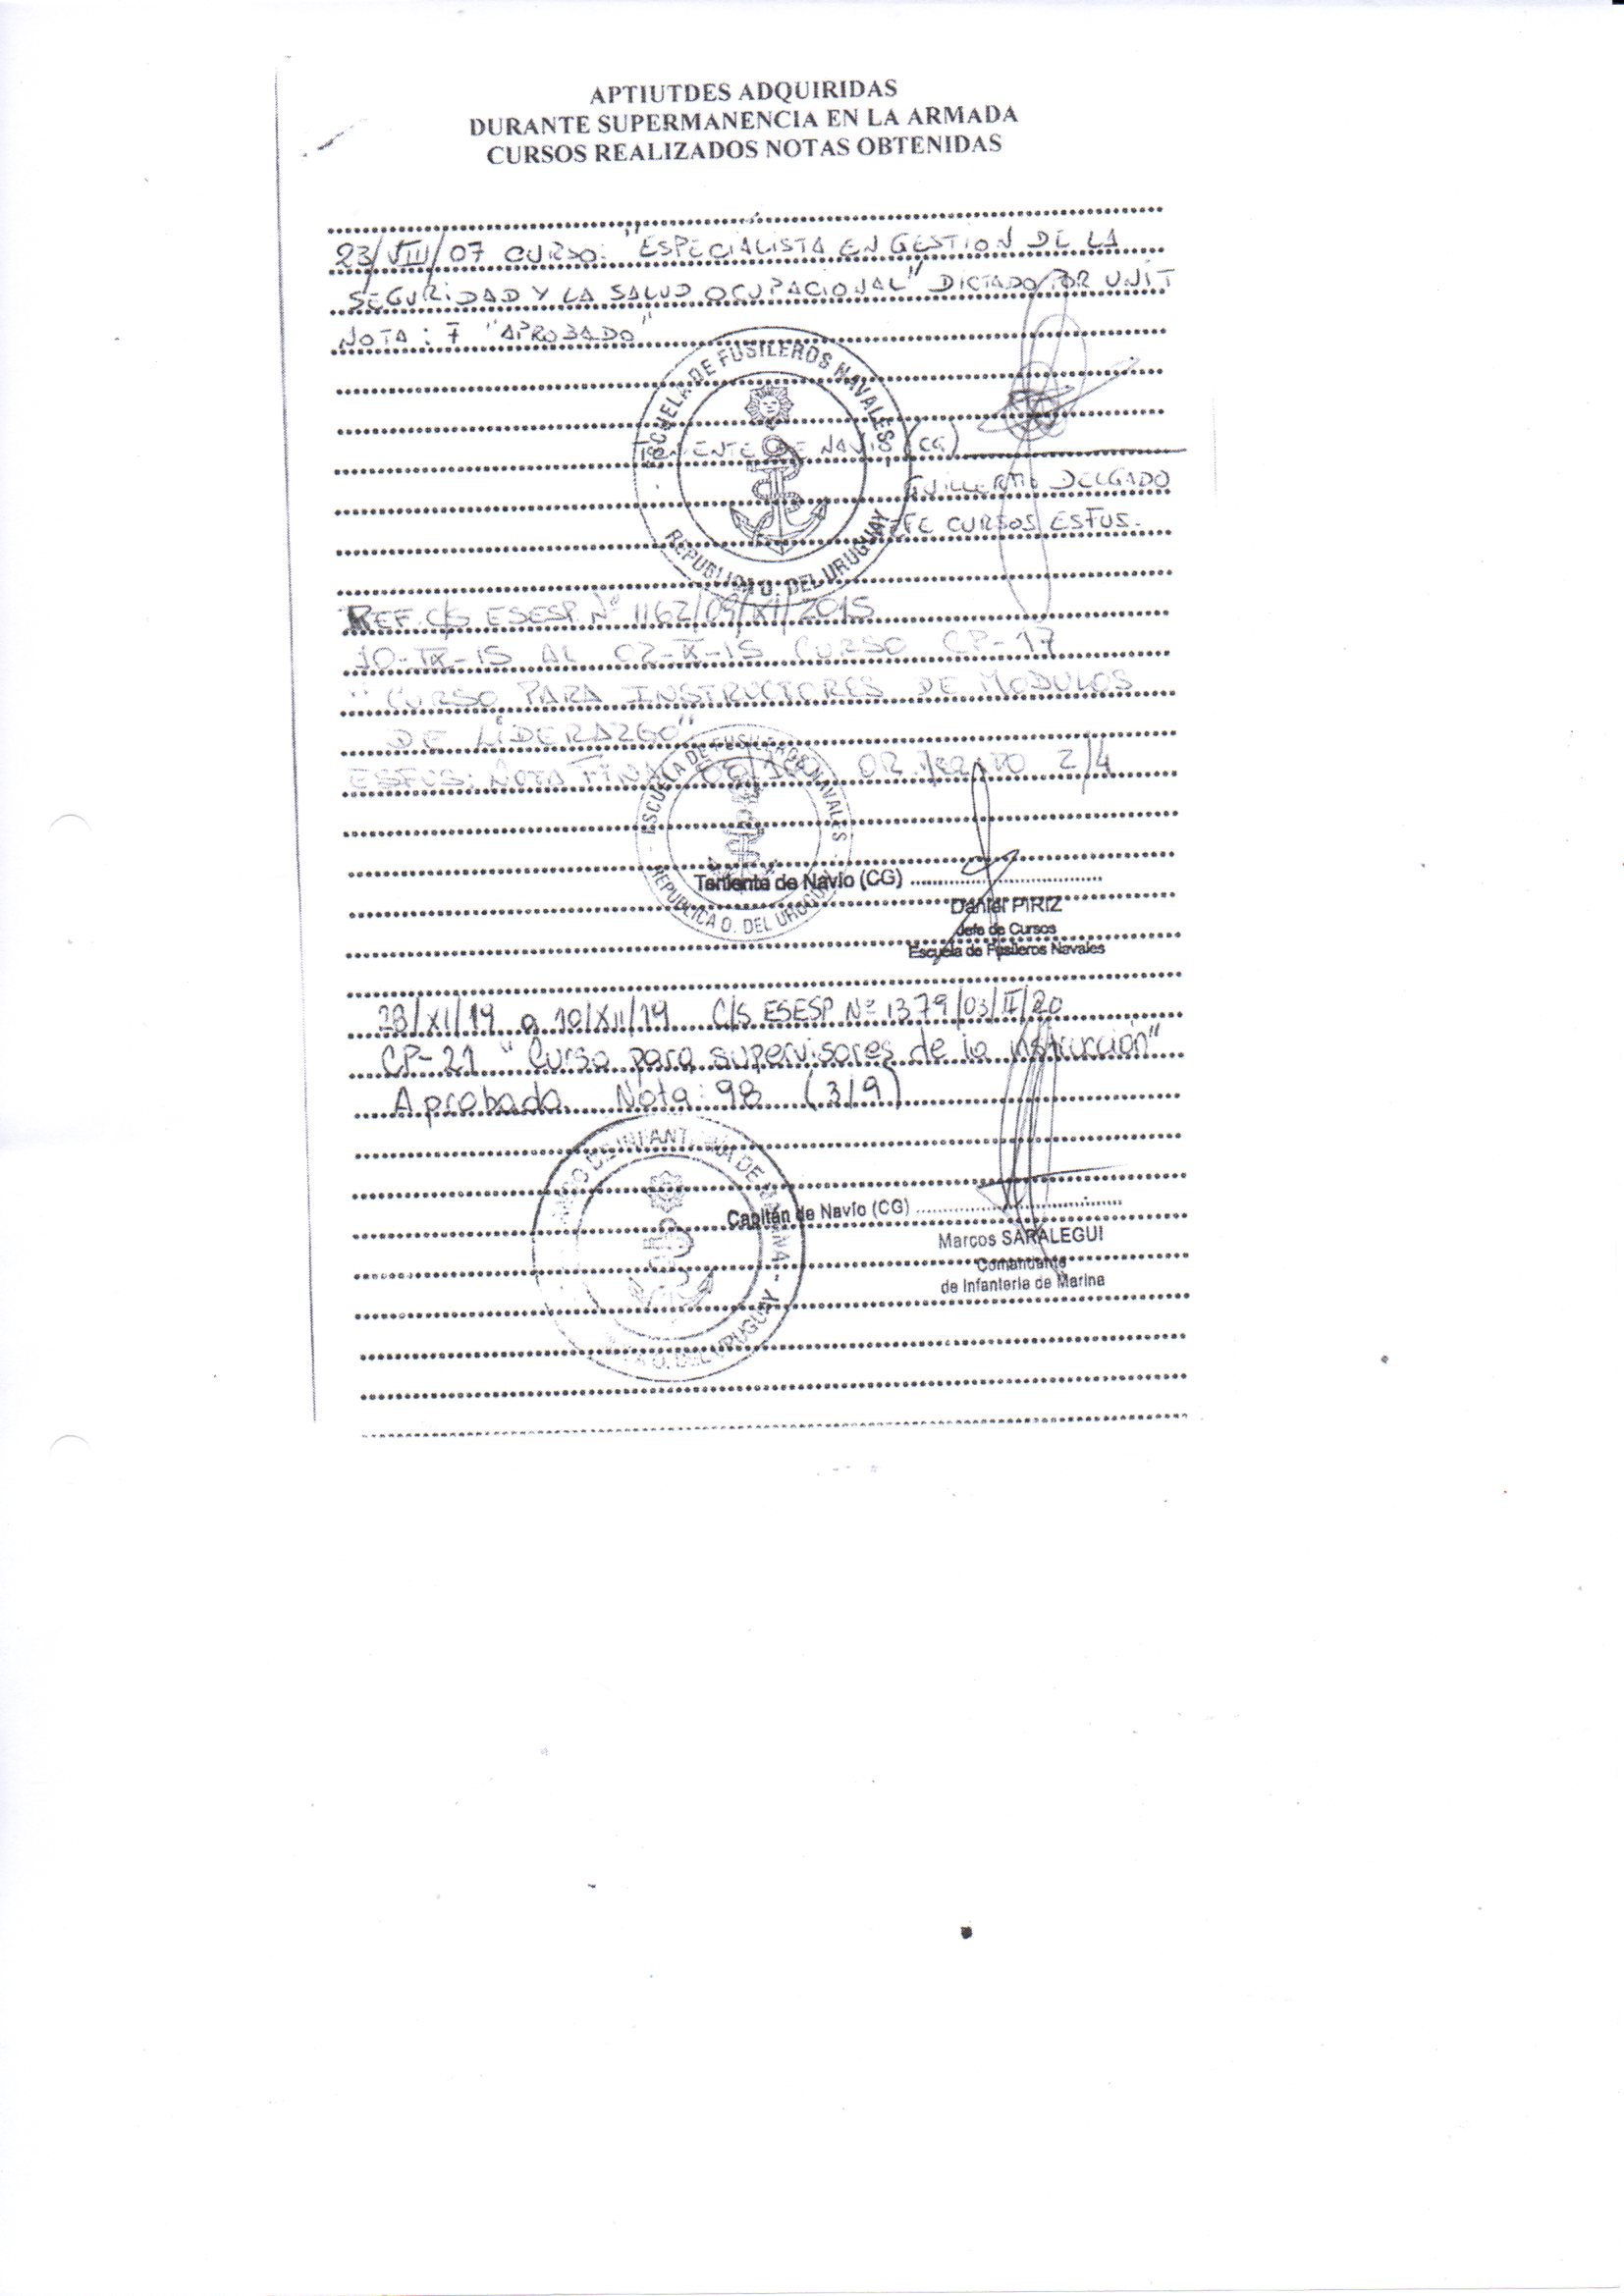 APTIUTDES ADQUIRIDAS
DURANTE SUPERMANENCIA EN LA ARMADA
CURSOS REALIZADOS NOTAS OBTENIDAS
23/VIII/07 CURSO: "ESPECIALISTA EN GESTION DE LA
SEGURIDAD Y LA SALUD OCUPACIONAL" DICTADO POR UNIT
NOTA: 7 "APROBADO"
ESCUELA DE FUSILEROS NAVALES
REPUBLICA O. DEL URUGUAY
TENIENTE DE NAVIO (CG)
GUILLERMO DELGADO
JEFE CURSOS ESFUS.
REF. C/S ESESP. Nº 1162/09/XI/2015
10-IX-15 AL 02-X-15 CURSO CP-17
"CURSO PARA INSTRUCTORES DE MODULOS
DE LIDERAZGO"
ESFUS: NOTA FINAL 2/4
ESCUELA DE FUSILEROS NAVALES
REPUBLICA O. DEL URUGUAY
Teniente de Navío (CG)
Daniel PIRIZ
Jefe de Cursos
Escuela de Fusileros Navales
28/XI/19 a 10/XII/19 C/S ESESP Nº 1379/03/II/20
CP-21 "Curso para supervisores de la instrucción"
Aprobado Nota: 98 (3/9)
DE INFANTERIA DE MARINA
O. DEL URUGUAY
Capitán de Navío (CG)
Marcos SARALEGUI
Comandante
de Infantería de Marina